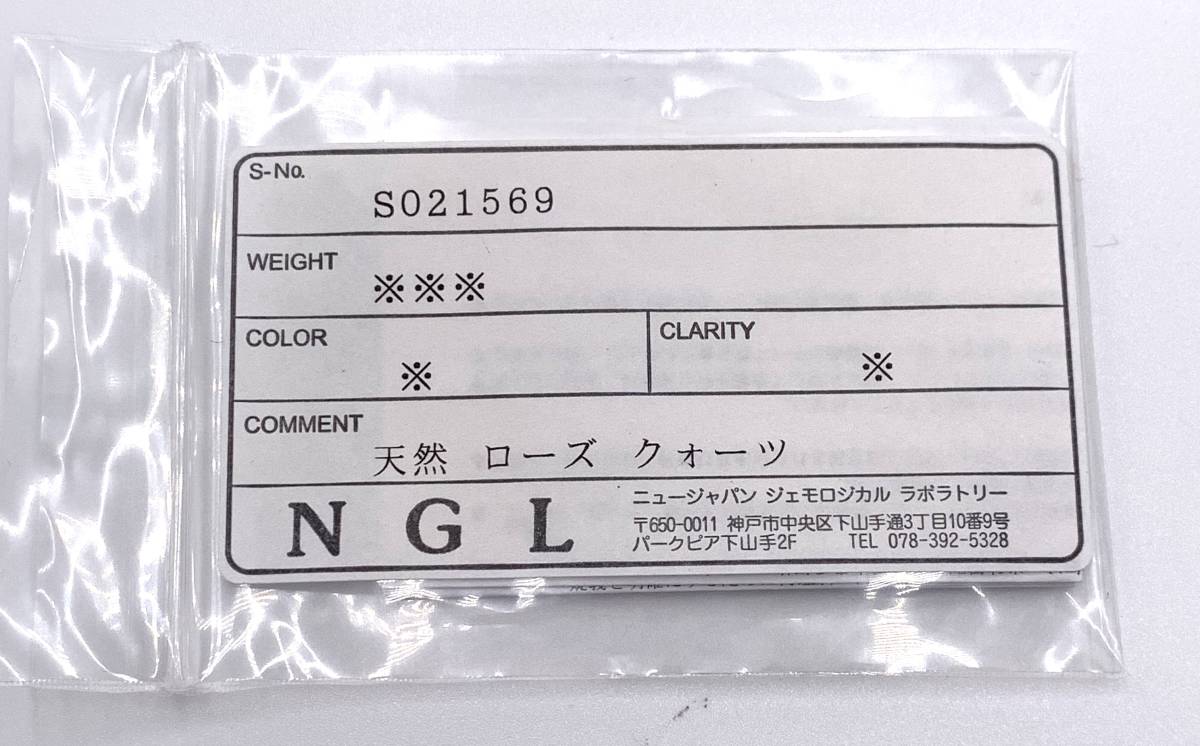 S-No.
S021569
WEIGHT
※※※
COLOR
※
CLARITY
※
COMMENT
天然 ローズ クォーツ
N G L
ニュージャパン ジェモロジカル ラボラトリー
〒650-0011 神戸市中央区下山手通3丁目10番9号
パークピア下山手2F TEL 078-392-5328